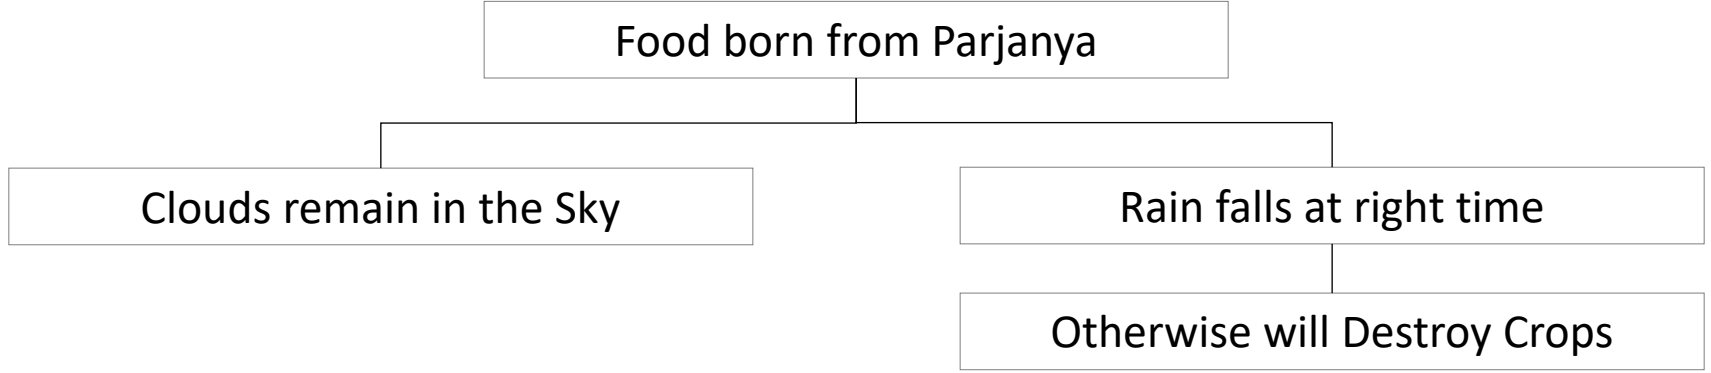 Food born from Parjanya
Clouds remain in the Sky
Rain falls at right time
Otherwise will Destroy Crops